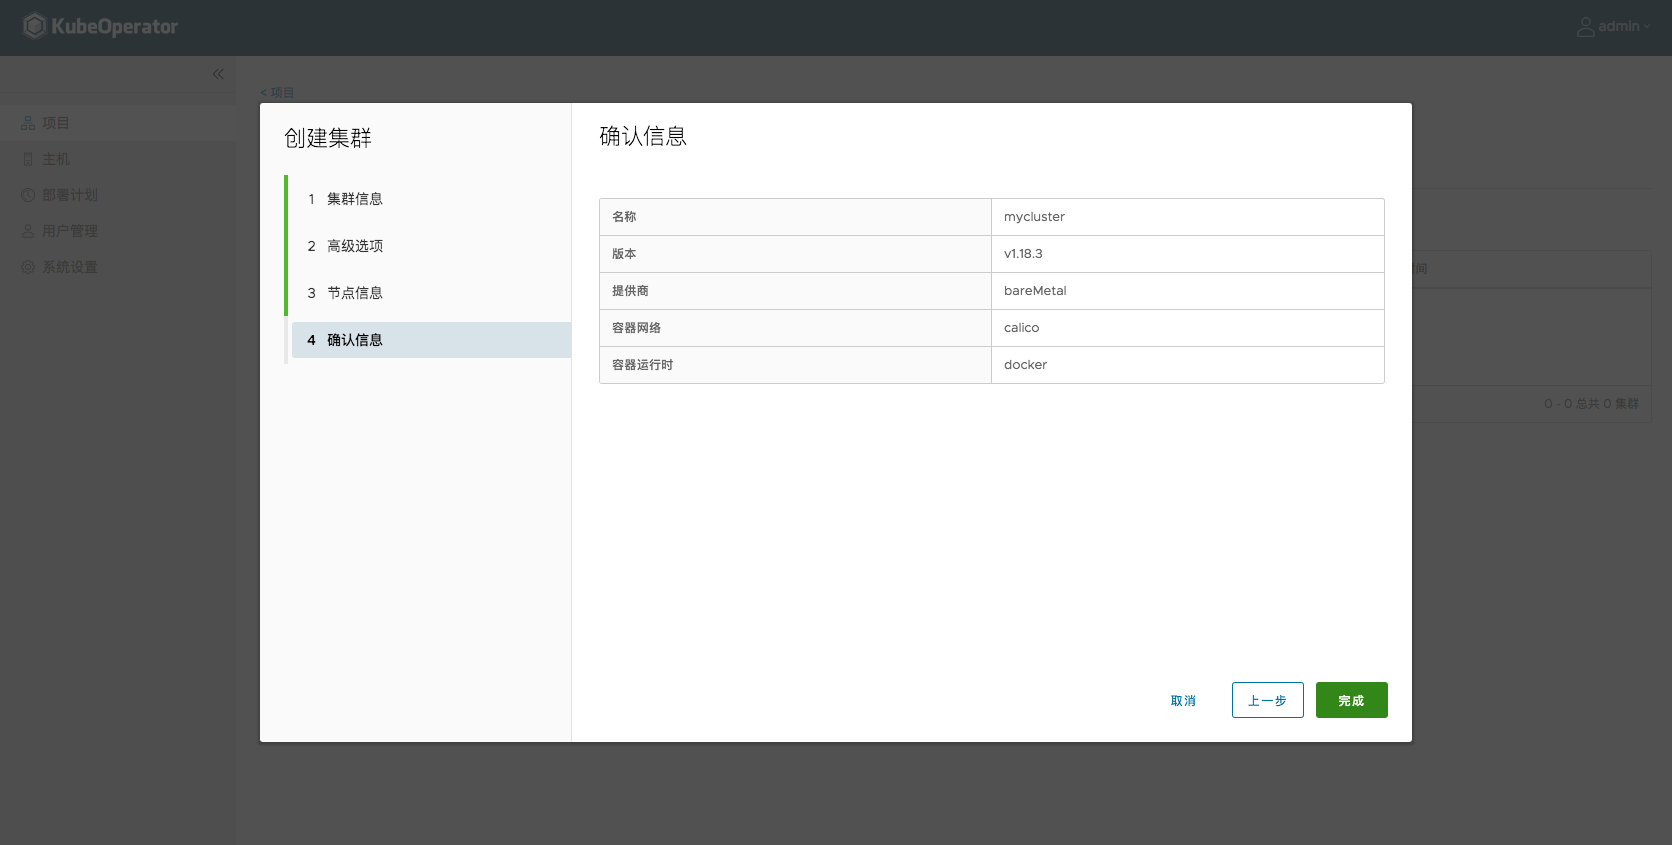 KubeOperator
admin
< 项目
项目
主机
部署计划
用户管理
系统设置
创建集群
1 集群信息
2 高级选项
3 节点信息
4 确认信息
确认信息
名称 mycluster
版本 v1.18.3
提供商 bareMetal
容器网络 calico
容器运行时 docker
间
0 - 0 总共 0 集群
取消 上一步 完成